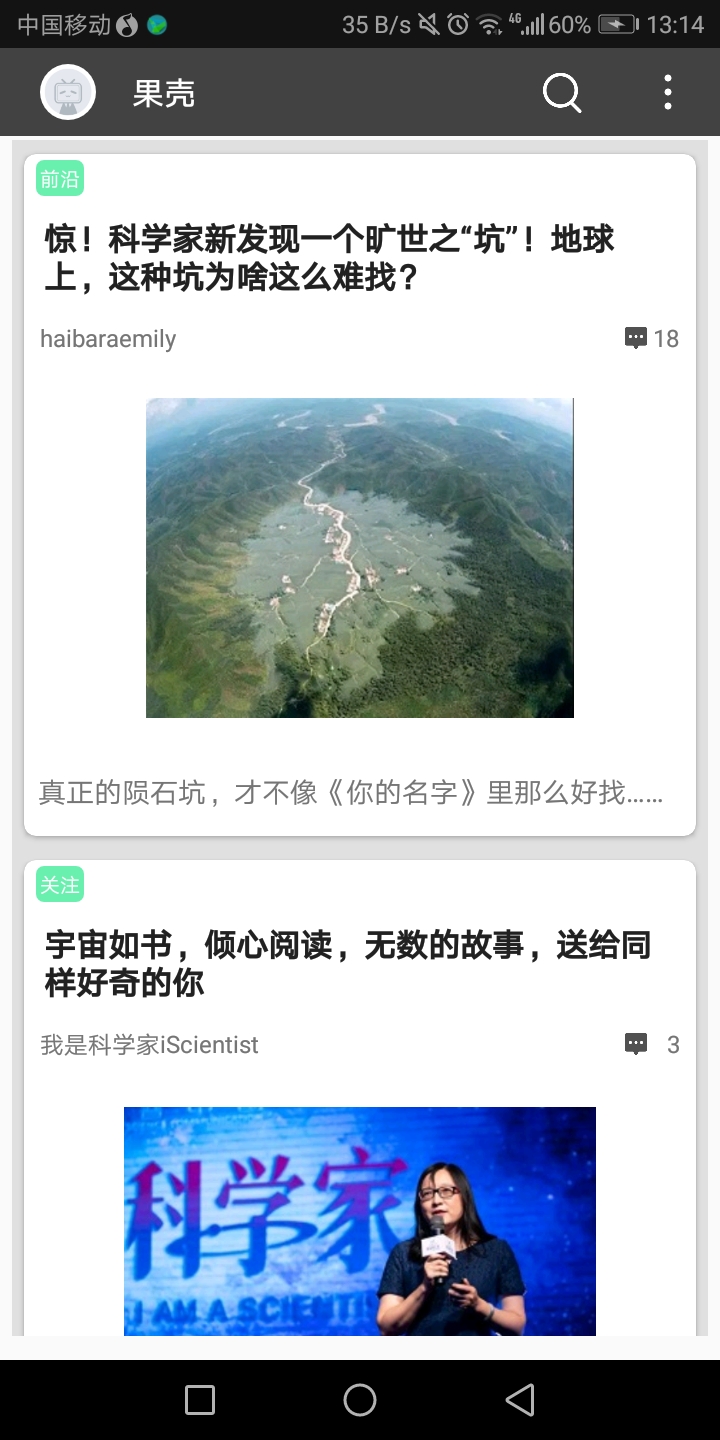 中国移动 35 B/s 4G 60% 13:14
果壳
前沿
惊！科学家新发现一个旷世之“坑”！地球
上，这种坑为啥这么难找？
haibaraemily 18
真正的陨石坑，才不像《你的名字》里那么好找……
关注
宇宙如书，倾心阅读，无数的故事，送给同
样好奇的你
我是科学家iScientist 3
科学家
I AM A SCIENTI